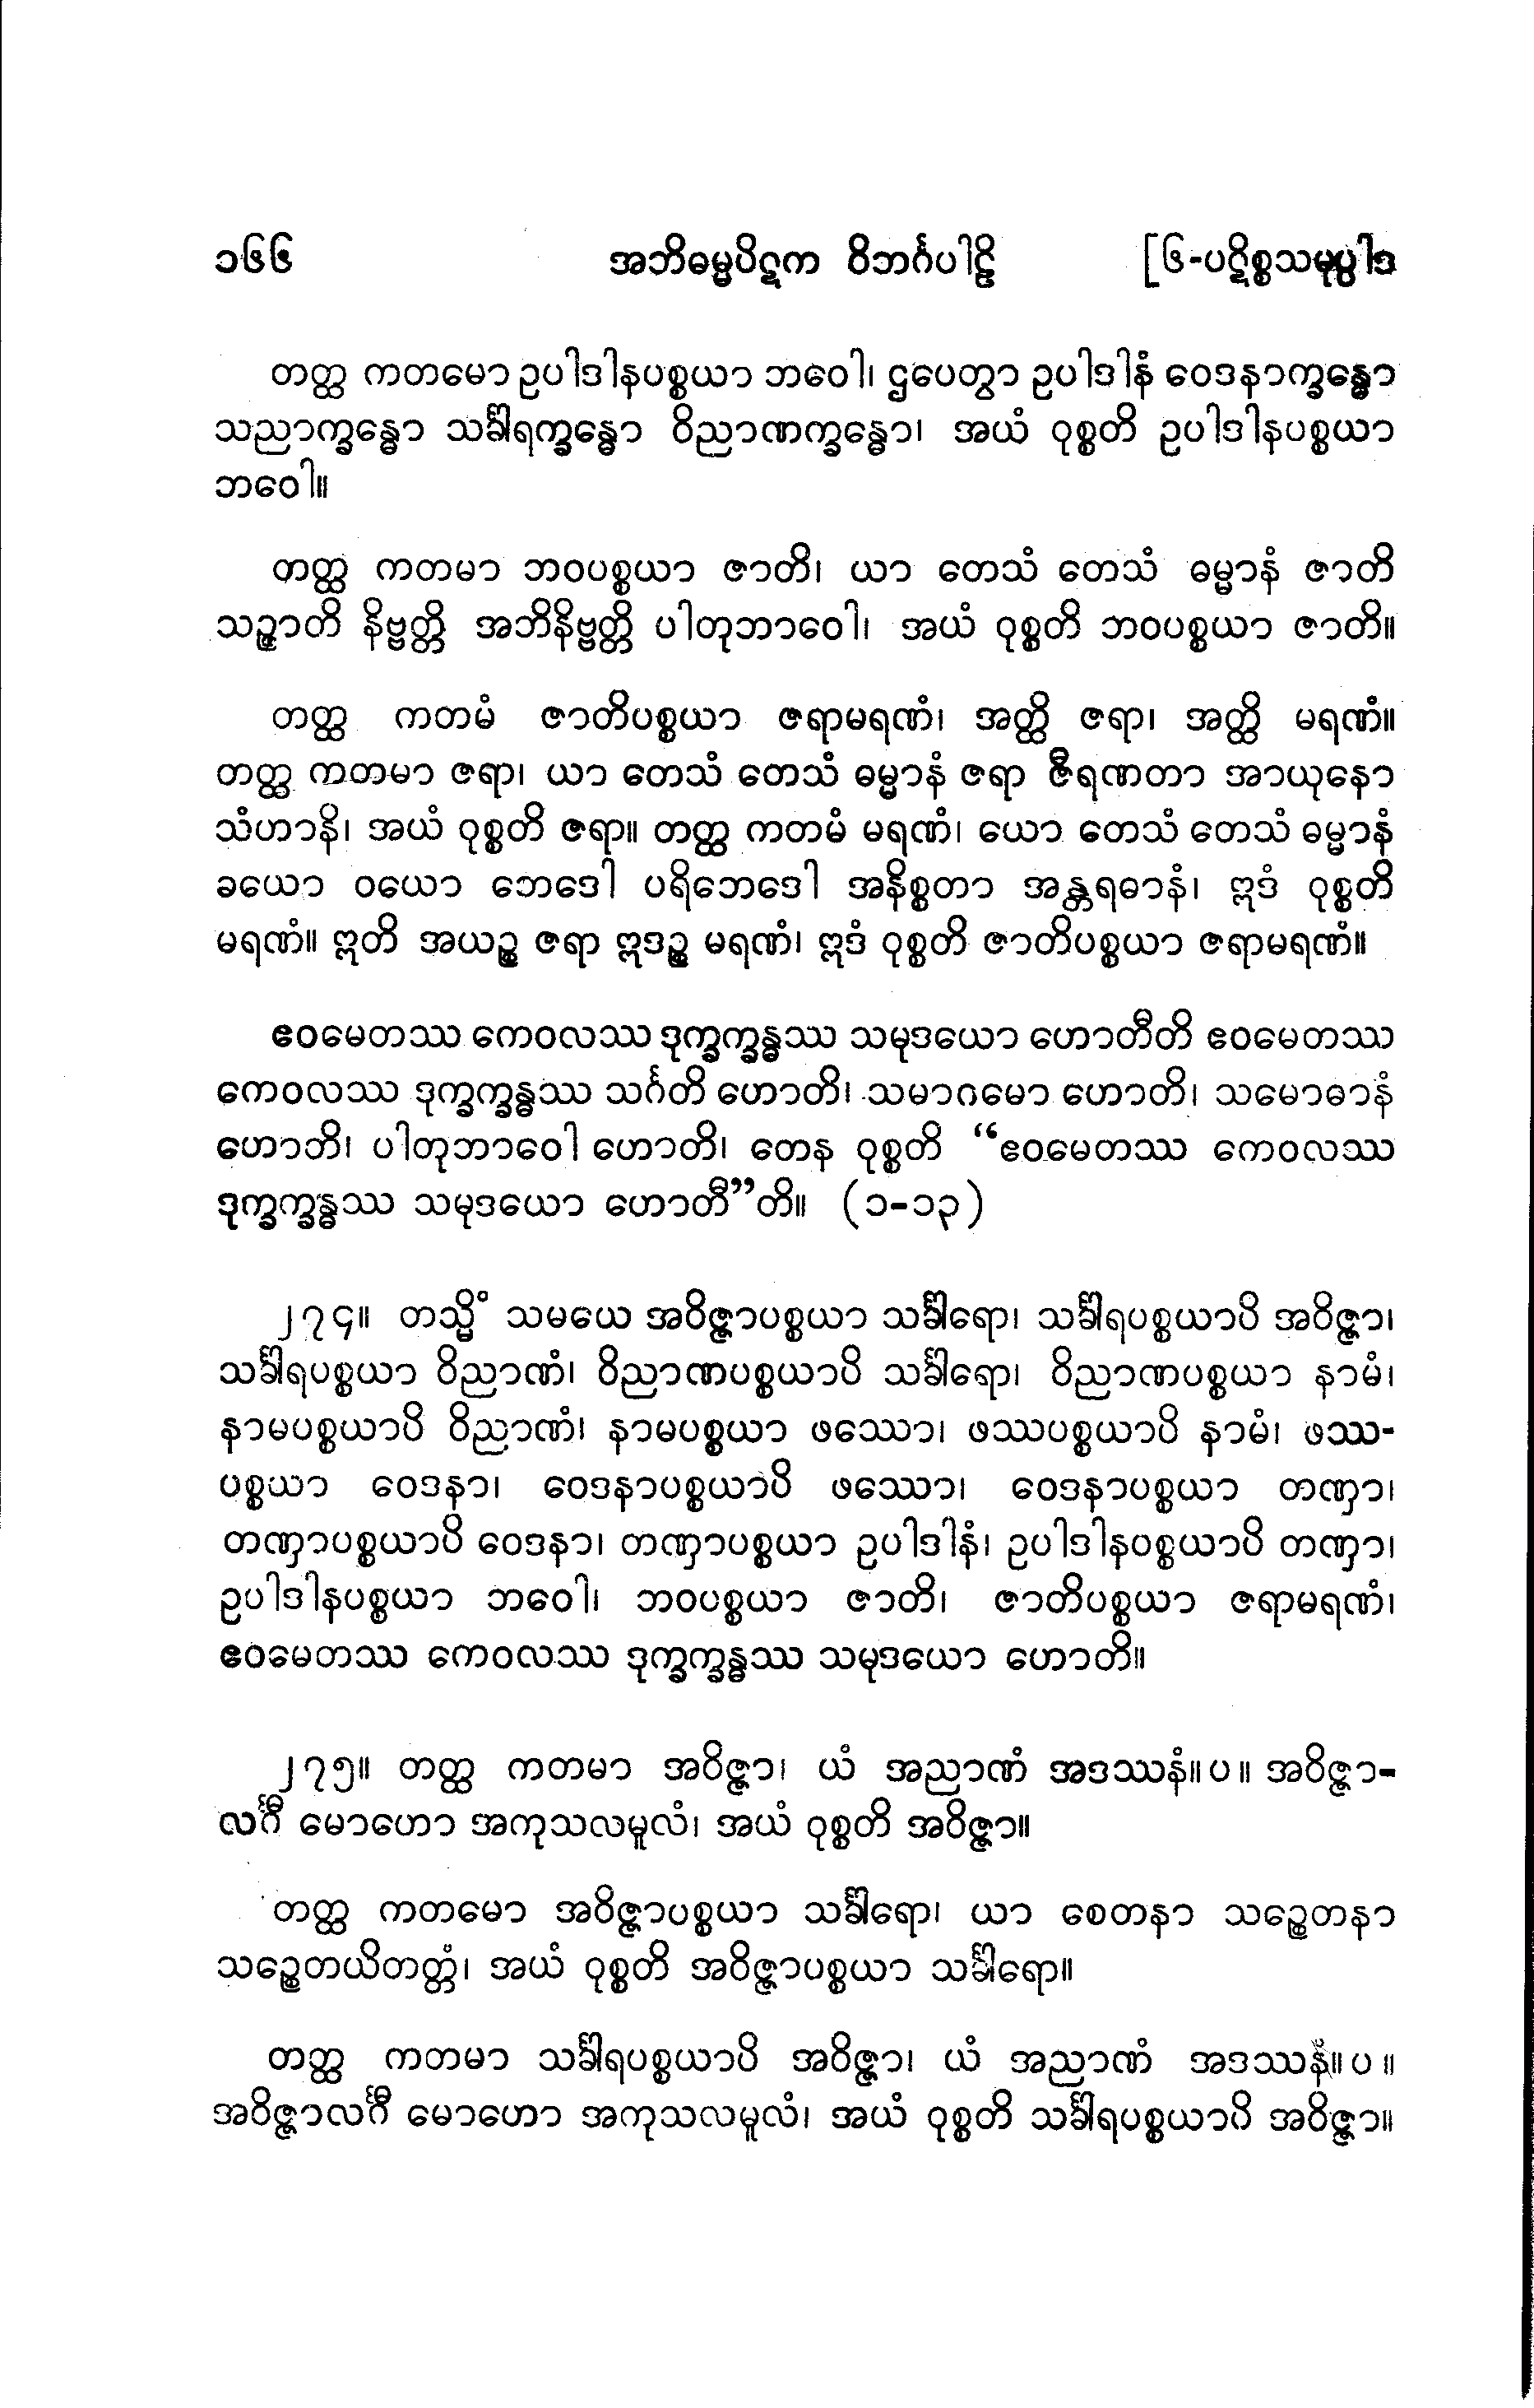 ၁၆၆ အဘိဓမ္မပိဋက ဝိဘင်္ဂပါဠိ [၆-ပဋိစ္စသမုပ္ပါဒ
တတ္ထ ကတမော ဥပါဒါနပစ္စယာ ဘဝေါ၊ ဌပေတွာ ဥပါဒါနံ ဝေဒနာက္ခန္ဓော
သညာက္ခန္ဓော သင်္ခါရက္ခန္ဓော ဝိညာဏက္ခန္ဓော၊ အယံ ဝုစ္စတိ ဥပါဒါနပစ္စယာ
ဘဝေါ။
တတ္ထ ကတမာ ဘဝပစ္စယာ ဇာတိ၊ ယာ တေသံ တေသံ ဓမ္မာနံ ဇာတိ
သဉ္ဇာတိ နိဗ္ဗတ္တိ အဘိနိဗ္ဗတ္တိ ပါတုဘာဝေါ၊ အယံ ဝုစ္စတိ ဘဝပစ္စယာ ဇာတိ။
တတ္ထ ကတမံ ဇာတိပစ္စယာ ဇရာမရဏံ၊ အတ္ထိ ဇရာ၊ အတ္ထိ မရဏံ။
တတ္ထ ကတမာ ဇရာ၊ ယာ တေသံ တေသံ ဓမ္မာနံ ဇရာ ဇီရဏတာ အာယုနော
သံဟာနိ၊ အယံ ဝုစ္စတိ ဇရာ။ တတ္ထ ကတမံ မရဏံ၊ ယော တေသံ တေသံ ဓမ္မာနံ
ခယော ဝယော ဘေဒေါ ပရိဘေဒေါ အနိစ္စတာ အန္တရဓာနံ၊ ဣဒံ ဝုစ္စတိ
မရဏံ။ ဣတိ အယဉ္စ ဇရာ ဣဒဉ္စ မရဏံ၊ ဣဒံ ဝုစ္စတိ ဇာတိပစ္စယာ ဇရာမရဏံ။
ဧဝမေတဿ ကေဝလဿ ဒုက္ခက္ခန္ဓဿ သမုဒယော ဟောတီတိ ဧဝမေတဿ
ကေဝလဿ ဒုက္ခက္ခန္ဓဿ သင်္ဂတိ ဟောတိ၊ သမာဂမော ဟောတိ၊ သမောဓာနံ
ဟောတိ၊ ပါတုဘာဝေါ ဟောတိ၊ တေန ဝုစ္စတိ “ဧဝမေတဿ ကေဝလဿ
ဒုက္ခက္ခန္ဓဿ သမုဒယော ဟောတီ”တိ။ (၁-၁၃)
၂၇၄။ တသ္မိံ သမယေ အဝိဇ္ဇာပစ္စယာ သင်္ခါရော၊ သင်္ခါရပစ္စယာပိ အဝိဇ္ဇာ၊
သင်္ခါရပစ္စယာ ဝိညာဏံ၊ ဝိညာဏပစ္စယာပိ သင်္ခါရော၊ ဝိညာဏပစ္စယာ နာမံ၊
နာမပစ္စယာပိ ဝိညာဏံ၊ နာမပစ္စယာ ဖဿော၊ ဖဿပစ္စယာပိ နာမံ၊ ဖဿ-
ပစ္စယာ ဝေဒနာ၊ ဝေဒနာပစ္စယာပိ ဖဿော၊ ဝေဒနာပစ္စယာ တဏှာ၊
တဏှာပစ္စယာပိ ဝေဒနာ၊ တဏှာပစ္စယာ ဥပါဒါနံ၊ ဥပါဒါနပစ္စယာပိ တဏှာ၊
ဥပါဒါနပစ္စယာ ဘဝေါ၊ ဘဝပစ္စယာ ဇာတိ၊ ဇာတိပစ္စယာ ဇရာမရဏံ၊
ဧဝမေတဿ ကေဝလဿ ဒုက္ခက္ခန္ဓဿ သမုဒယော ဟောတိ။
၂၇၅။ တတ္ထ ကတမာ အဝိဇ္ဇာ၊ ယံ အညာဏံ အဒဿနံ။ပ။ အဝိဇ္ဇာ-
လင်္ဂီ မောဟော အကုသလမူလံ၊ အယံ ဝုစ္စတိ အဝိဇ္ဇာ။
တတ္ထ ကတမော အဝိဇ္ဇာပစ္စယာ သင်္ခါရော၊ ယာ စေတနာ သဉ္စေတနာ
သဉ္စေတယိတတ္တံ၊ အယံ ဝုစ္စတိ အဝိဇ္ဇာပစ္စယာ သင်္ခါရော။
တတ္ထ ကတမာ သင်္ခါရပစ္စယာပိ အဝိဇ္ဇာ၊ ယံ အညာဏံ အဒဿနံ။ပ။
အဝိဇ္ဇာလင်္ဂီ မောဟော အကုသလမူလံ၊ အယံ ဝုစ္စတိ သင်္ခါရပစ္စယာပိ အဝိဇ္ဇာ။